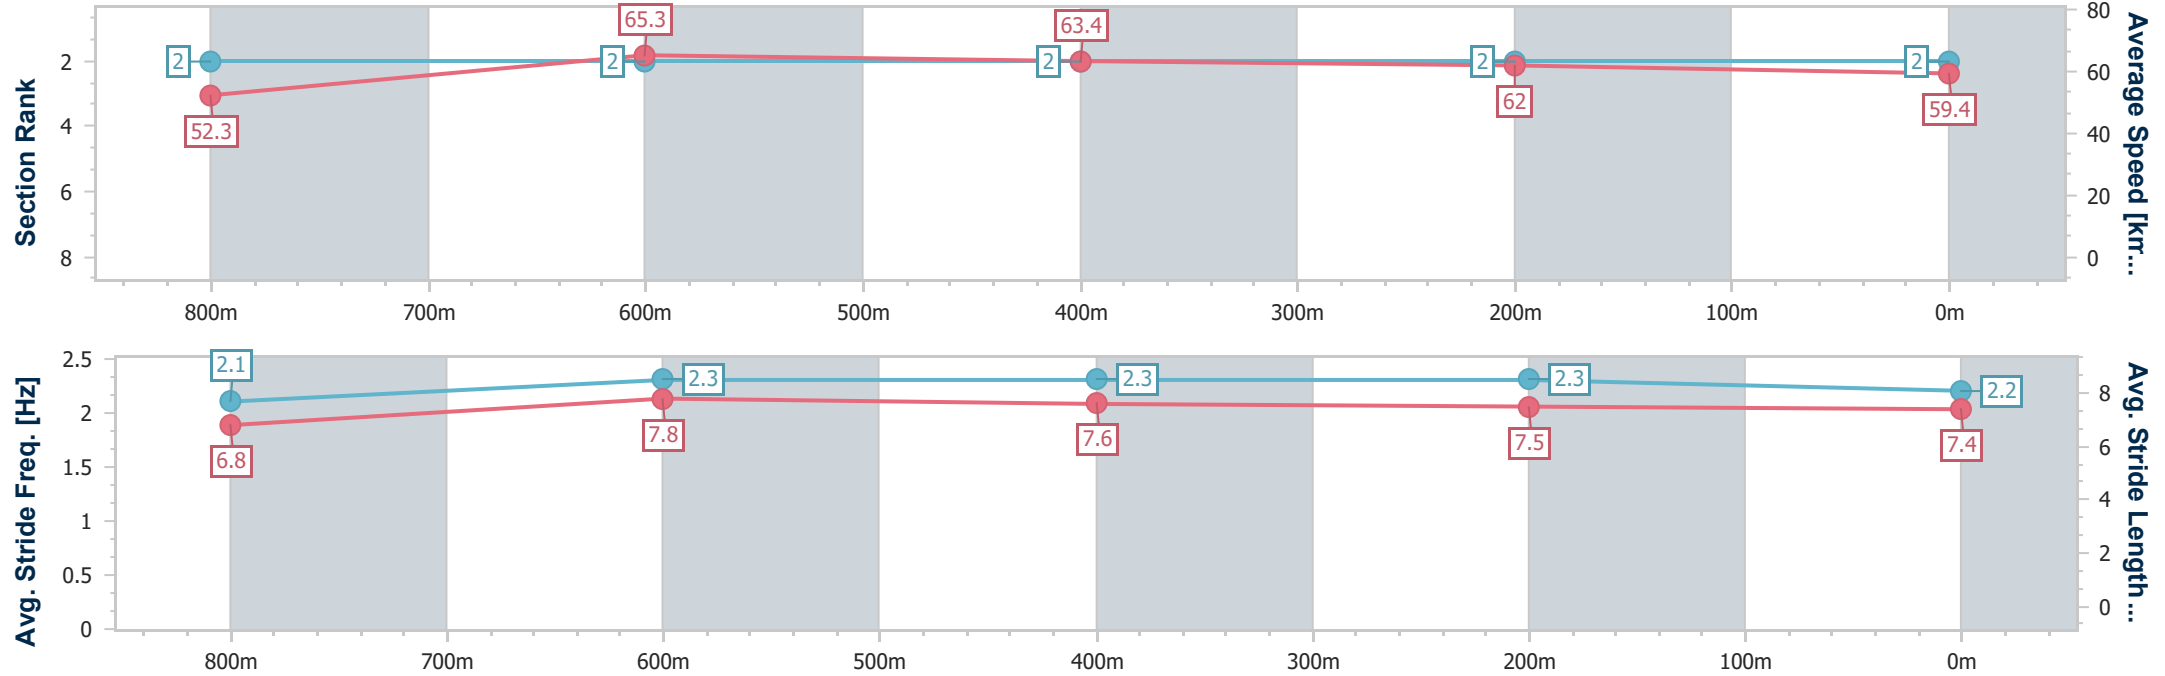 65.3
63.4
2
2
2
2
2
52.3
62
59.4
2
4
6
8
80
60
40
20
0
Section Rank
Average Speed [km...
800m
700m
600m
500m
400m
300m
200m
100m
0m
2.1
2.3
2.3
2.3
2.2
6.8
7.8
7.6
7.5
7.4
2.5
2
1.5
1
0.5
0
8
6
4
2
0
Avg. Stride Freq. [Hz]
Avg. Stride Length ...
800m
700m
600m
500m
400m
300m
200m
100m
0m